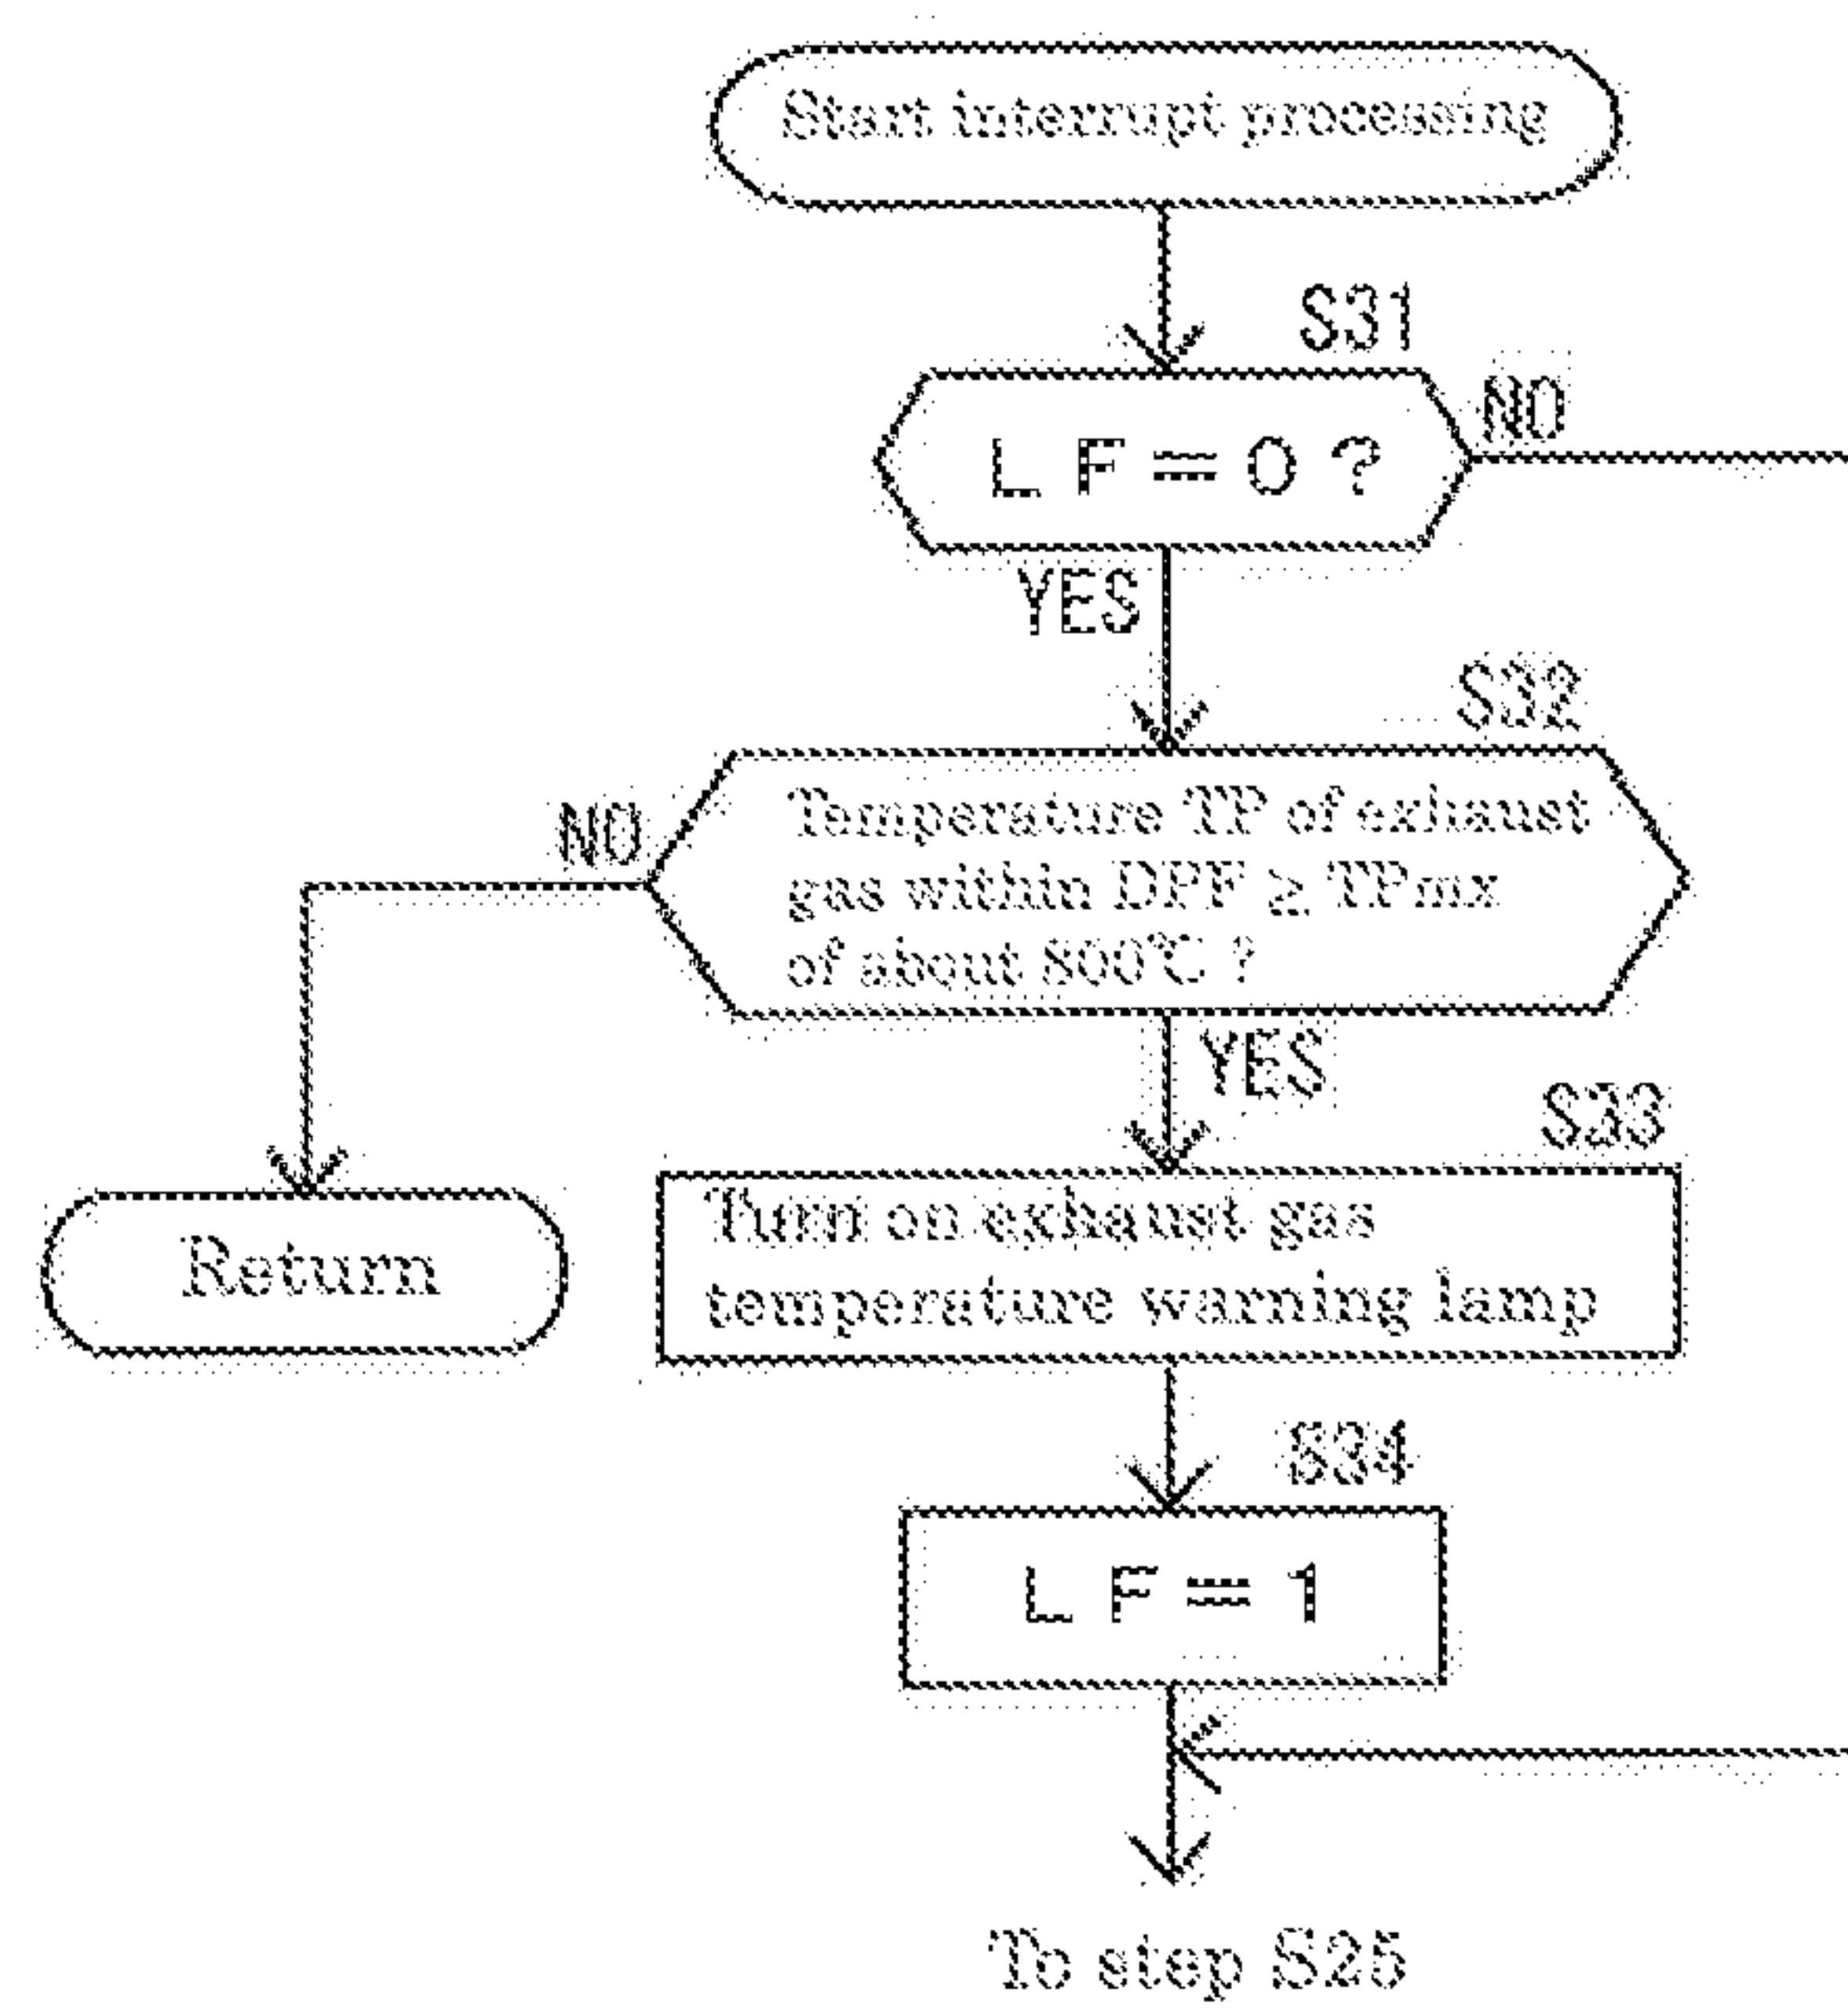 Start interrupt processing
S31
LF=0?
NO
YES
S32
NO
Temperature TP of exhaust
gas within DPF ≥ TPmx
of about 800℃ ?
YES
S33
Return
Turn on exhaust gas
temperature warning lamp
S34
LF=1
To step S25